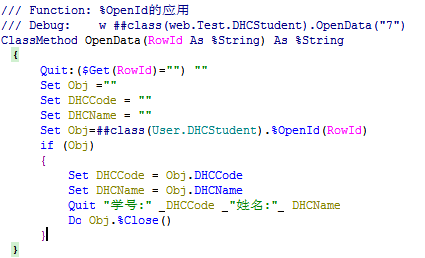 /// Function: %OpenId的应用
/// Debug:    w ##class(web.Test.DHCStudent).OpenData("7")
ClassMethod OpenData(RowId As %String) As %String
{
Quit:($Get(RowId)="") ""
Set Obj =""
Set DHCCode = ""
Set DHCName = ""
Set Obj=##class(User.DHCStudent).%OpenId(RowId)
if (Obj)
{
Set DHCCode = Obj.DHCCode
Set DHCName = Obj.DHCName
Quit "学号:" _DHCCode _"姓名:"_ DHCName
Do Obj.%Close()
}
}